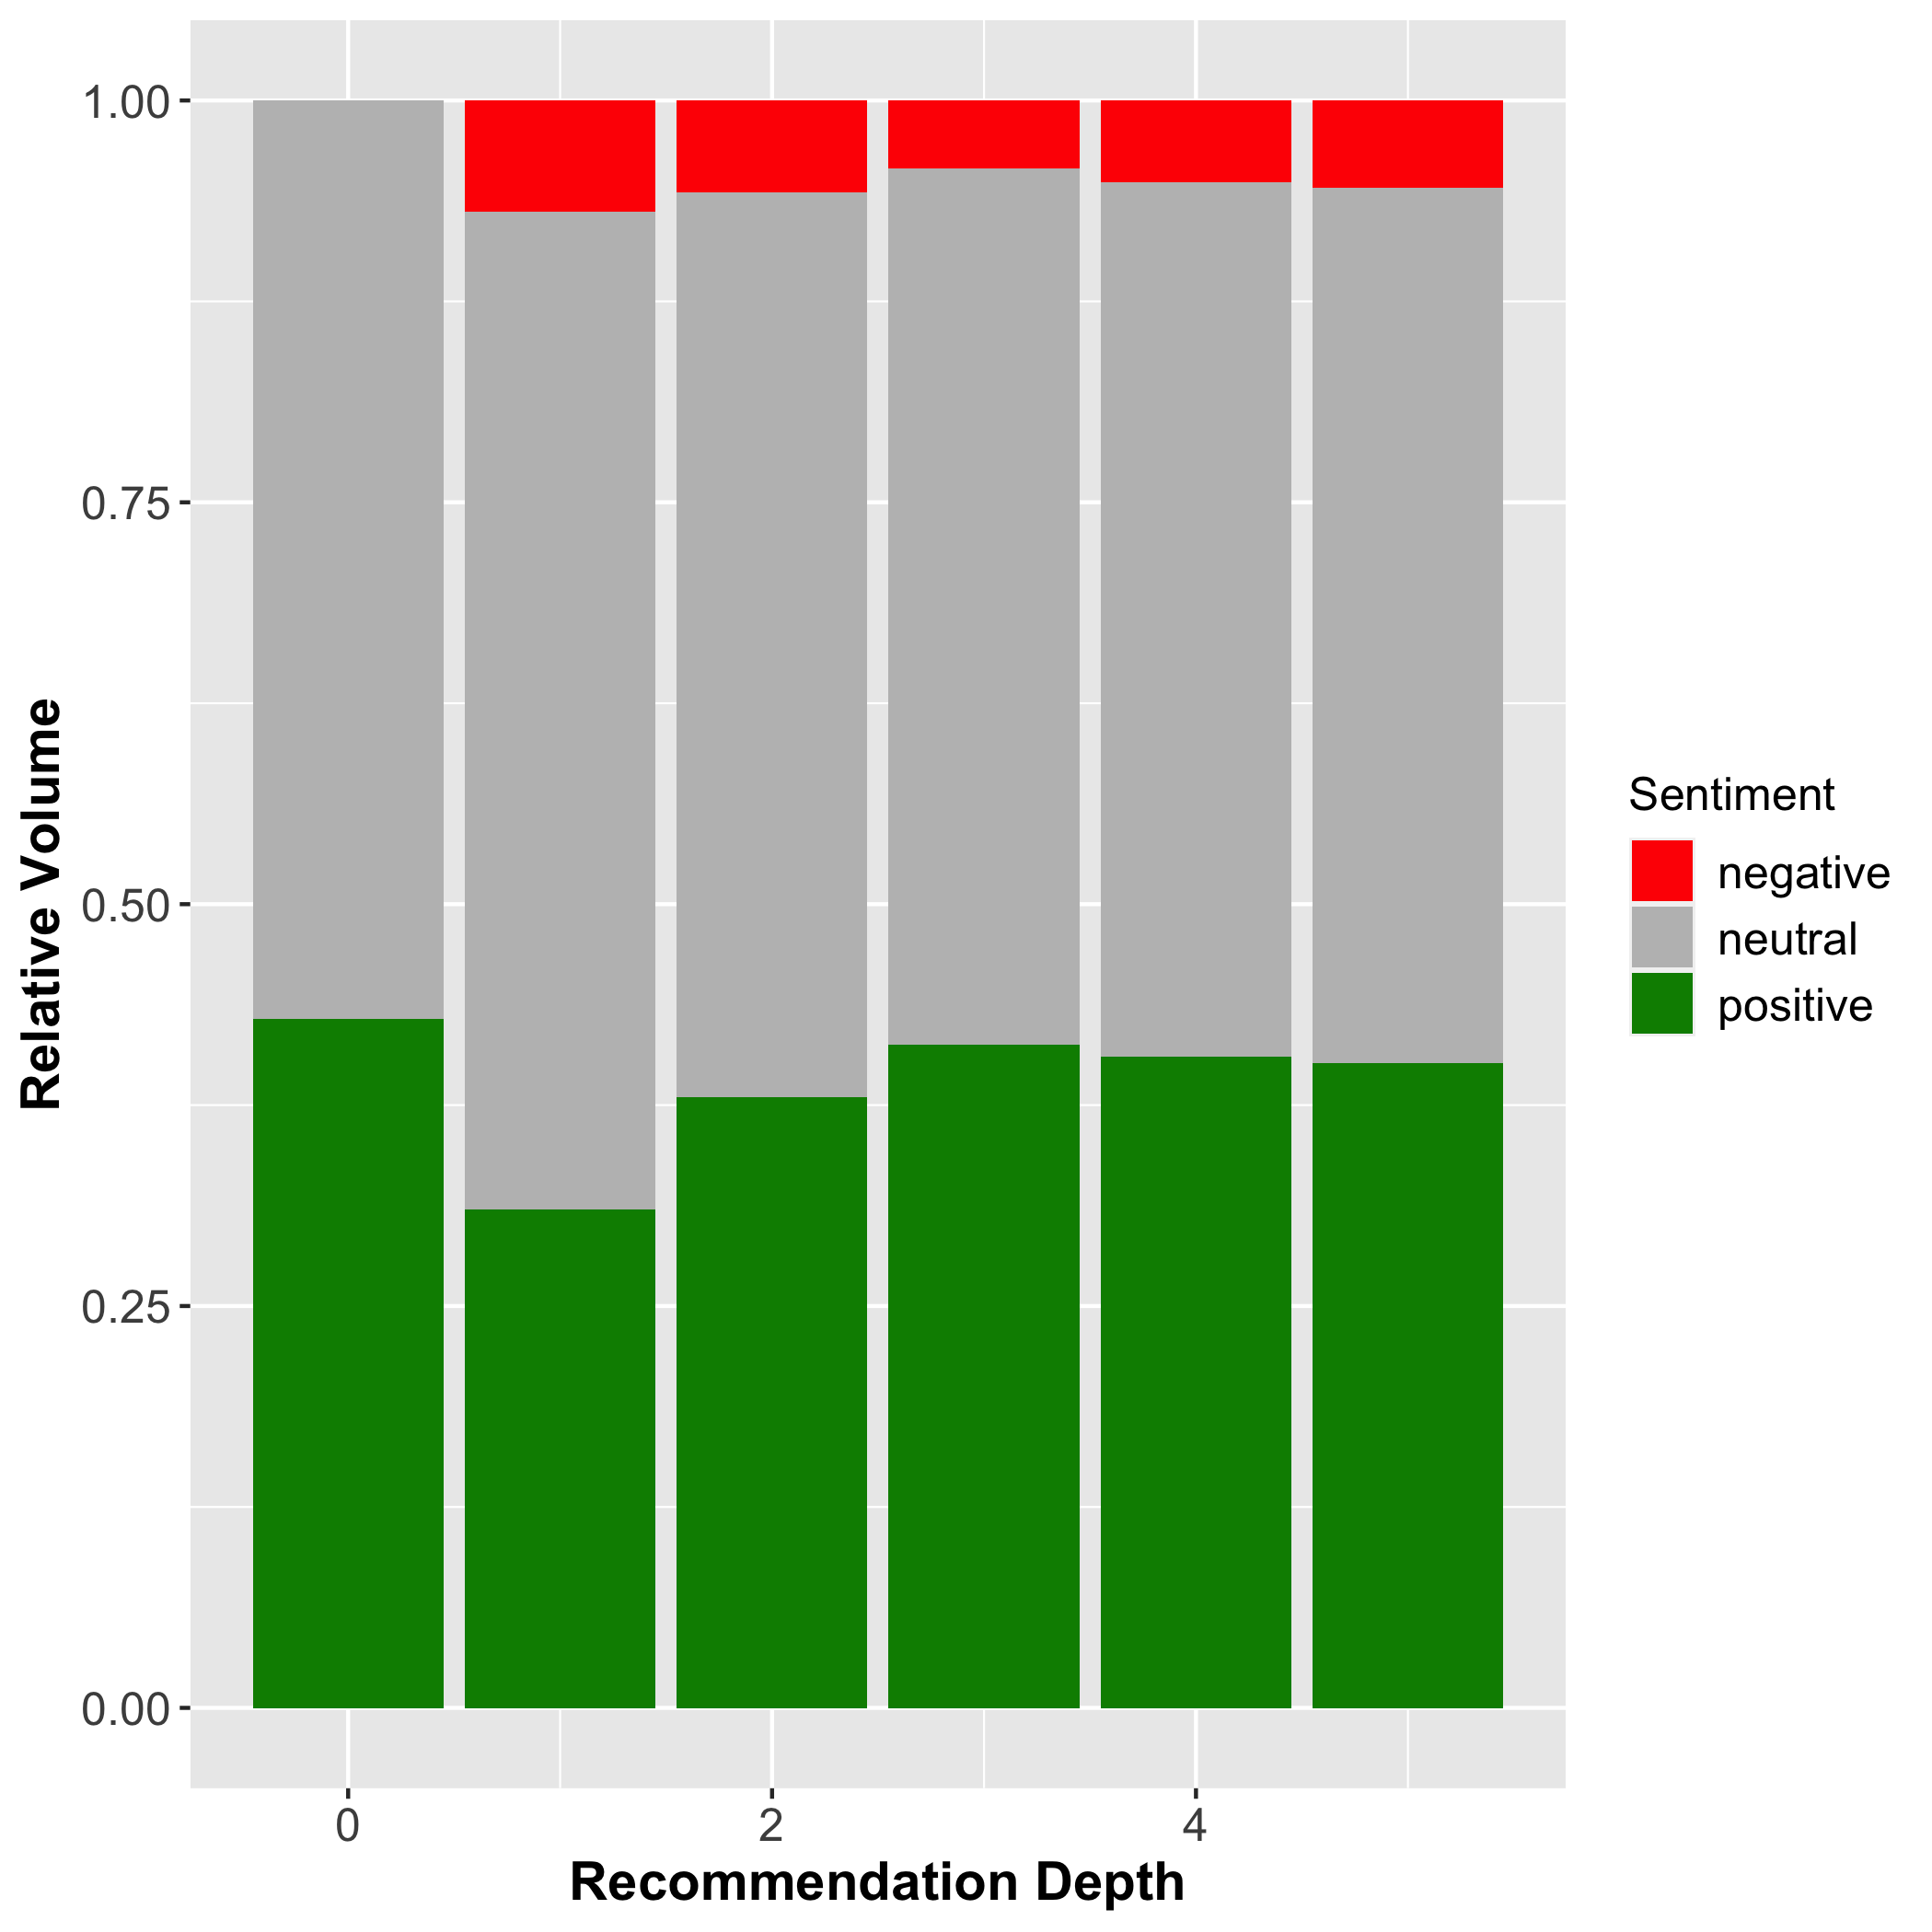 1.00
0.75
0.50
0.25
0.00
Relative Volume
0 2 4
Recommendation Depth
Sentiment
negative
neutral
positive